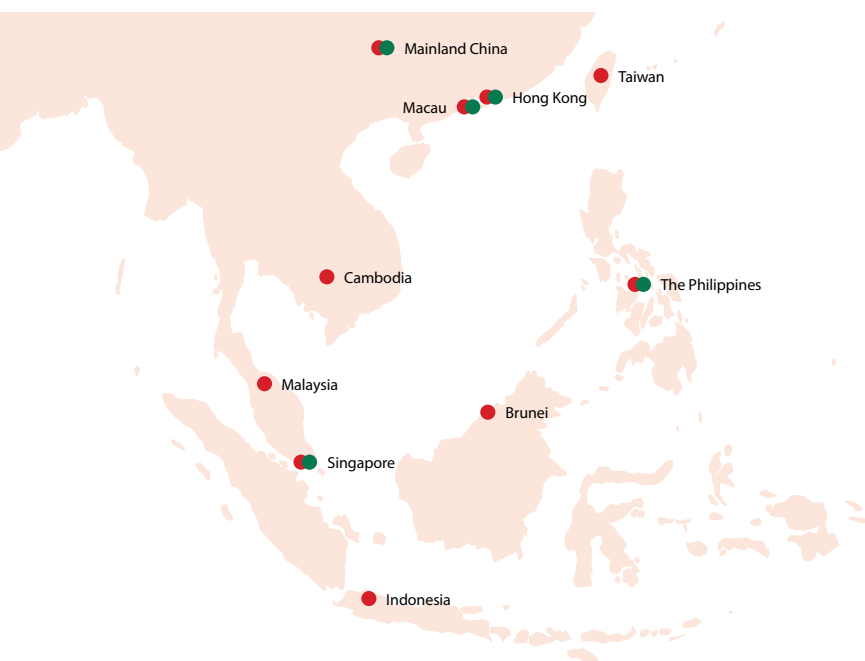 Mainland China
Taiwan
Hong Kong
Macau
Cambodia
The Philippines
Malaysia
Brunei
Singapore
Indonesia